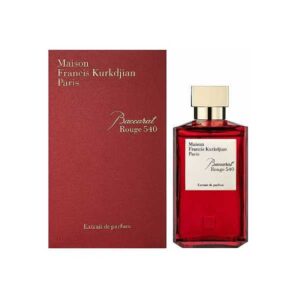 Maison
Francis Kurkdjian
Paris
Baccarat
Rouge 540
Extrait de parfum
Maison
Francis Kurkdjian
Paris
Baccarat
Rouge 540
Extrait de parfum